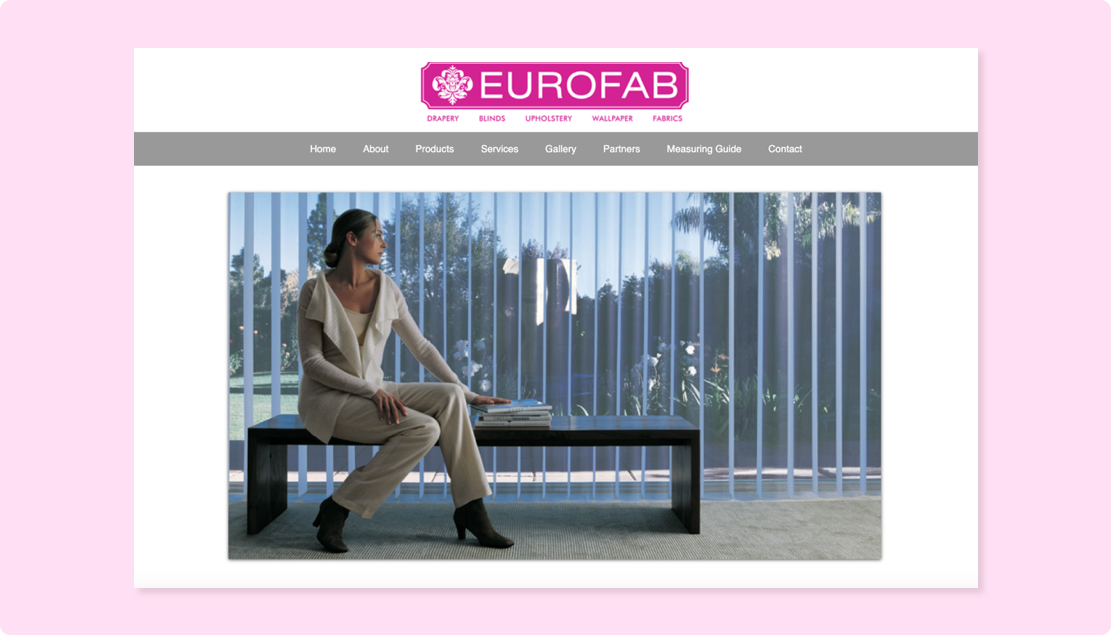 EUROFAB
DRAPERY BLINDS UPHOLSTERY WALLPAPER FABRICS
Home About Products Services Gallery Partners Measuring Guide Contact